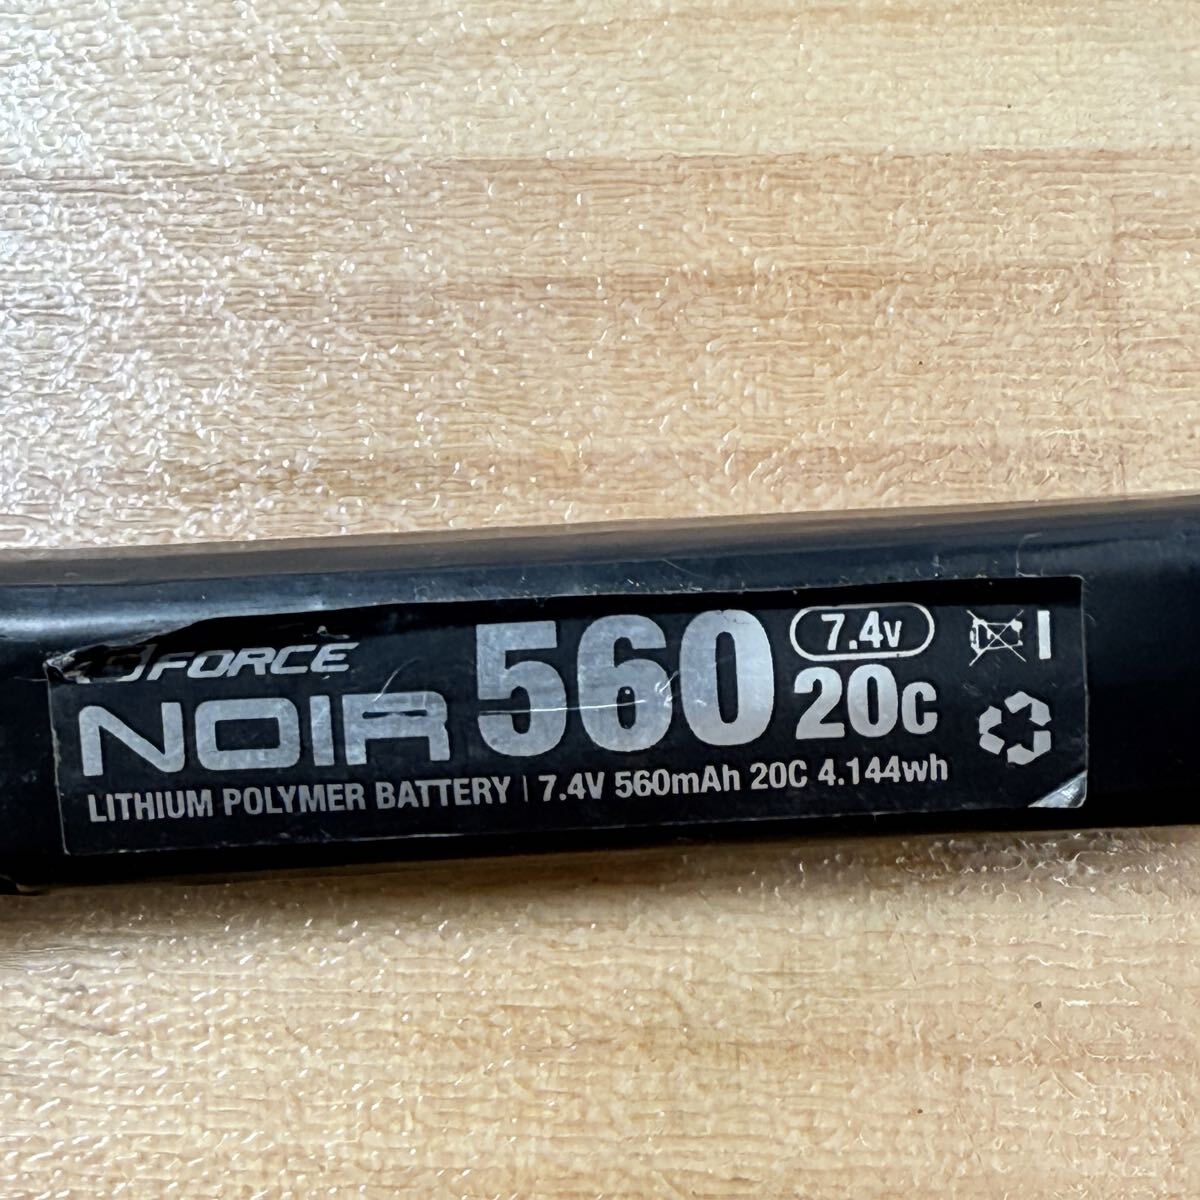 FORCE
NOIR 560 7.4v 20c
LITHIUM POLYMER BATTERY | 7.4V 560mAh 20C 4.144wh